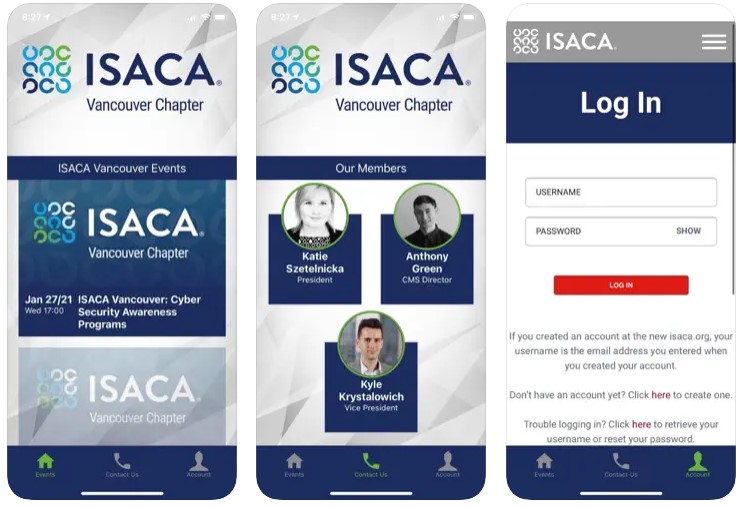 6:27
ISACA®
Vancouver Chapter
ISACA Vancouver Events
ISACA®
Vancouver Chapter
Jan 27/21 ISACA Vancouver: Cyber
Wed 17:00 Security Awareness
Programs
ISACA®
Vancouver Chapter
Events Contact Us Account
6:27
ISACA®
Vancouver Chapter
Our Members
Katie
Szetelnicka
President
Anthony
Green
CMS Director
Kyle
Krystalowich
Vice President
Events Contact Us Account
ISACA®
Log In
USERNAME
PASSWORD SHOW
LOG IN
If you created an account at the new isaca.org, your
username is the email address you entered when
you created your account.
Don't have an account yet? Click here to create one.
Trouble logging in? Click here to retrieve your
username or reset your password.
Events Contact Us Account